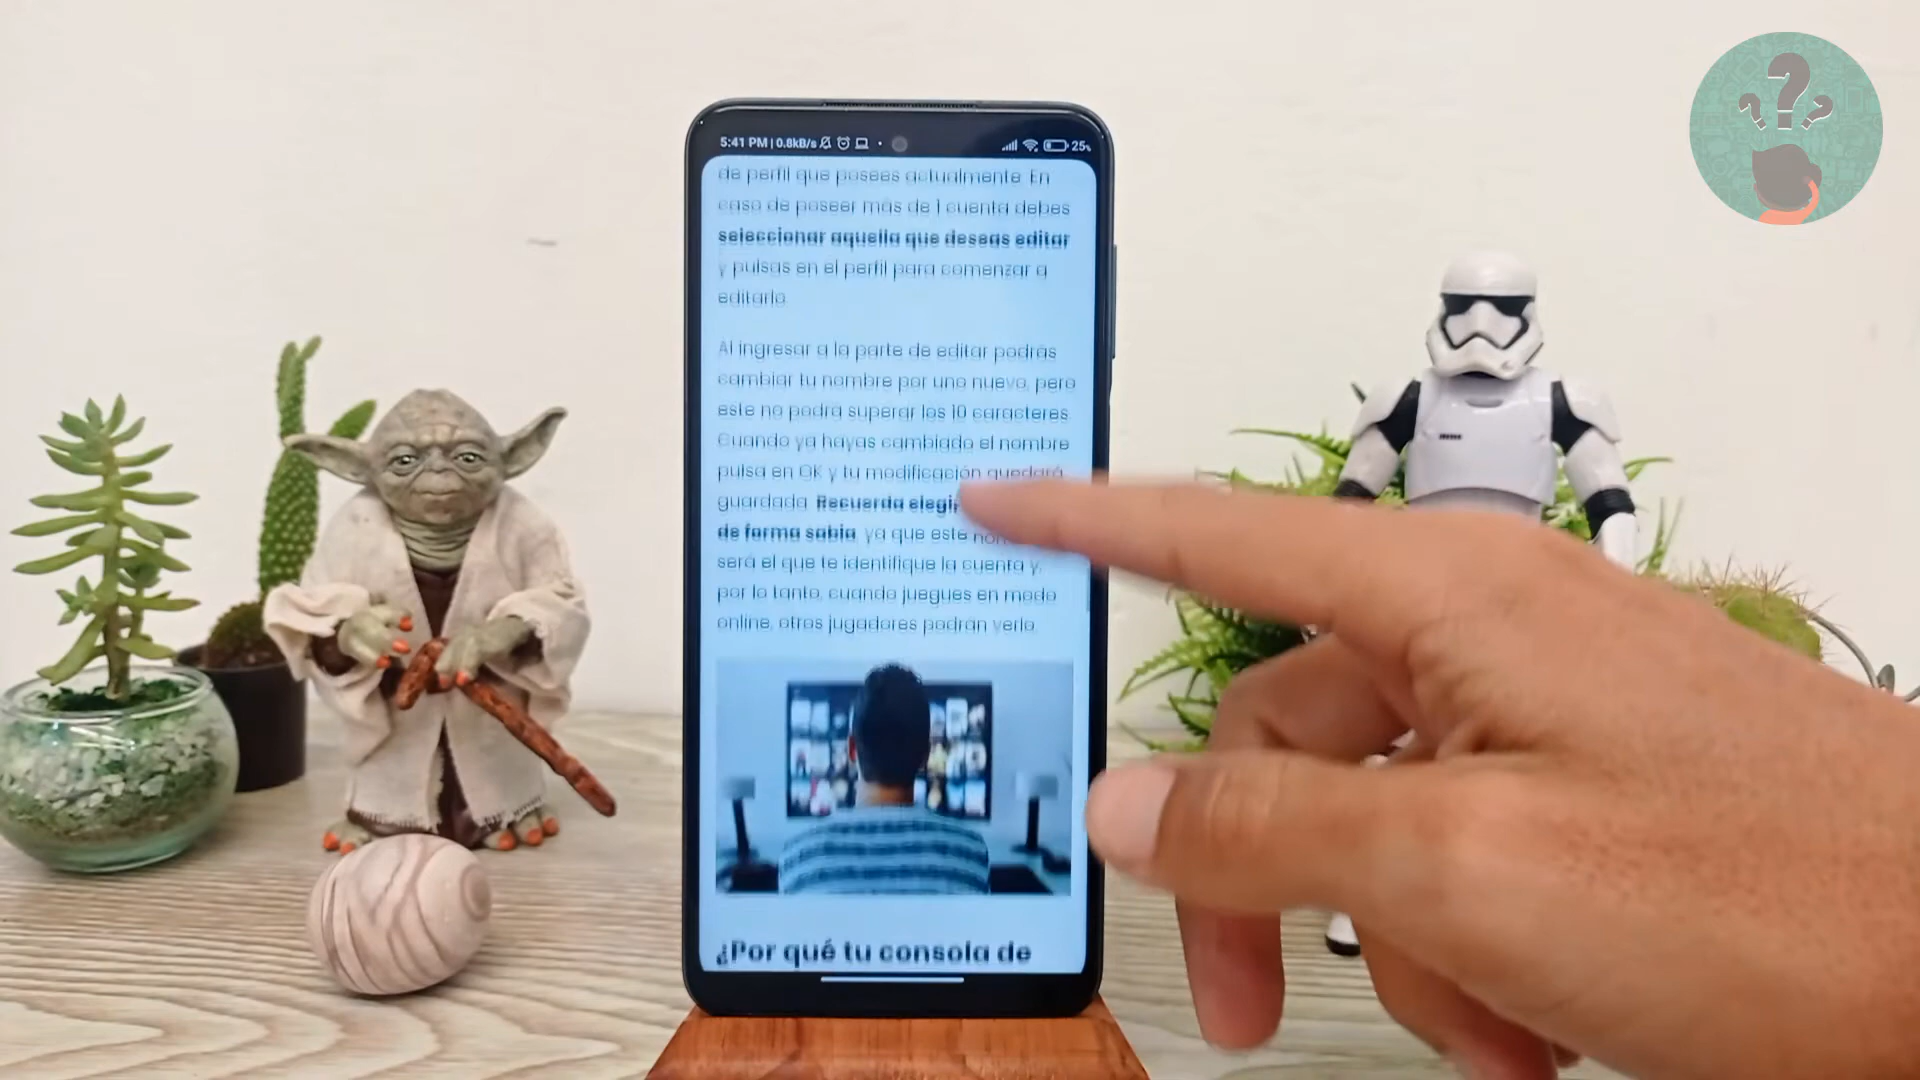 5:41 PM | 0.8kB/s
25%
de perfil que posees actualmente. En
caso de poseer más de 1 cuenta debes
seleccionar aquella que deseas editar
y pulsas en el perfil para comenzar a
editarlo.
Al ingresar a la parte de editar podrás
cambiar tu nombre por uno nuevo, pero
este no podrá superar los 10 caracteres.
Cuando ya hayas cambiado el nombre
pulsa en OK y tu modificación quedará
guardada. Recuerda elegir
de forma sabia, ya que este
será el que te identifique la cuenta y,
por lo tanto, cuando juegues en modo
online, otros jugadores podrán verlo.
¿Por qué tu consola de
???